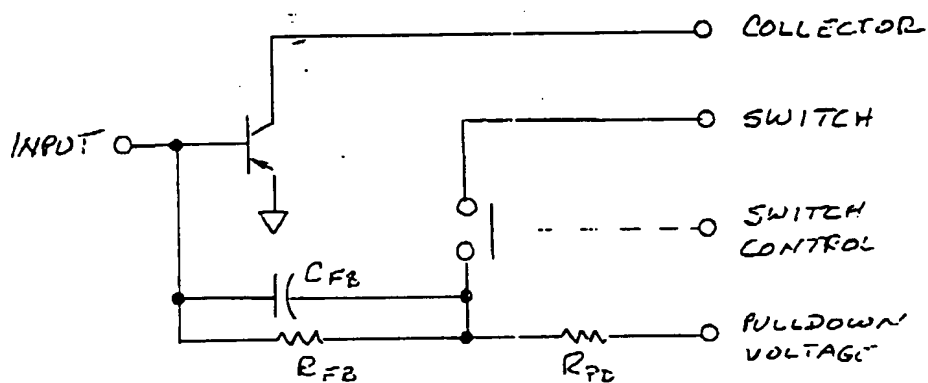 COLLECTOR
INPUT
SWITCH
SWITCH
CONTROL
CFB
PULLDOWN
VOLTAGE
RFB
RPD